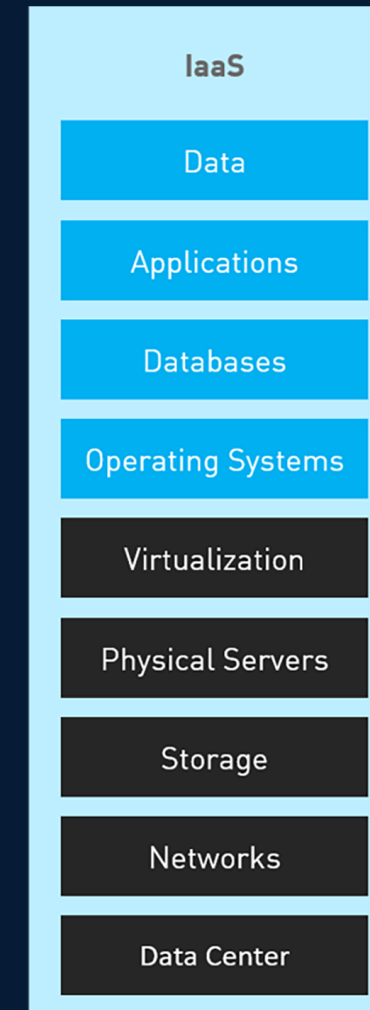 IaaS
Data
Applications
Databases
Operating Systems
Virtualization
Physical Servers
Storage
Networks
Data Center